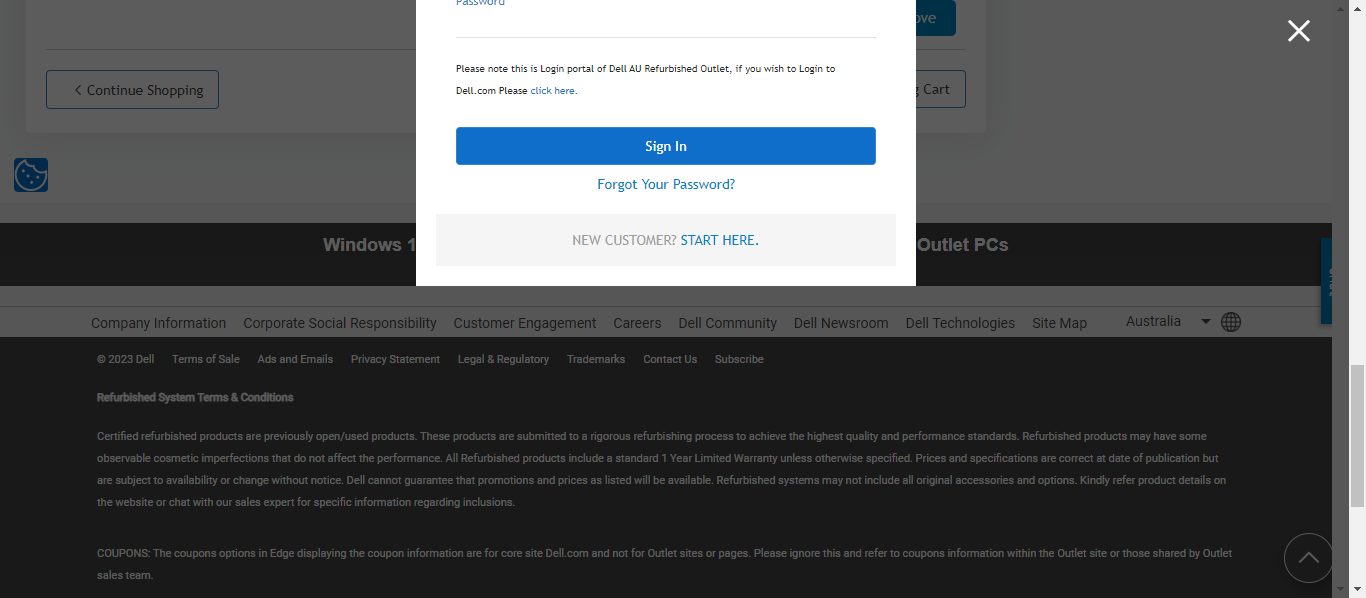 Password
ove
Please note this is Login portal of Dell AU Refurbished Outlet, if you wish to Login to
Dell.com Please click here.
Continue Shopping
g Cart
Sign In
Forgot Your Password?
NEW CUSTOMER? START HERE.
Windows 1
Outlet PCs
Company Information Corporate Social Responsibility Customer Engagement Careers Dell Community Dell Newsroom Dell Technologies Site Map Australia
© 2023 Dell Terms of Sale Ads and Emails Privacy Statement Legal & Regulatory Trademarks Contact Us Subscribe
Refurbished System Terms & Conditions
Certified refurbished products are previously open/used products. These products are submitted to a rigorous refurbishing process to achieve the highest quality and performance standards. Refurbished products may have some
observable cosmetic imperfections that do not affect the performance. All Refurbished products include a standard 1 Year Limited Warranty unless otherwise specified. Prices and specifications are correct at date of publication but
are subject to availability or change without notice. Dell cannot guarantee that promotions and prices as listed will be available. Refurbished systems may not include all original accessories and options. Kindly refer product details on
the website or chat with our sales expert for specific information regarding inclusions.
COUPONS: The coupons options in Edge displaying the coupon information are for core site Dell.com and not for Outlet sites or pages. Please ignore this and refer to coupons information within the Outlet site or those shared by Outlet
sales team.